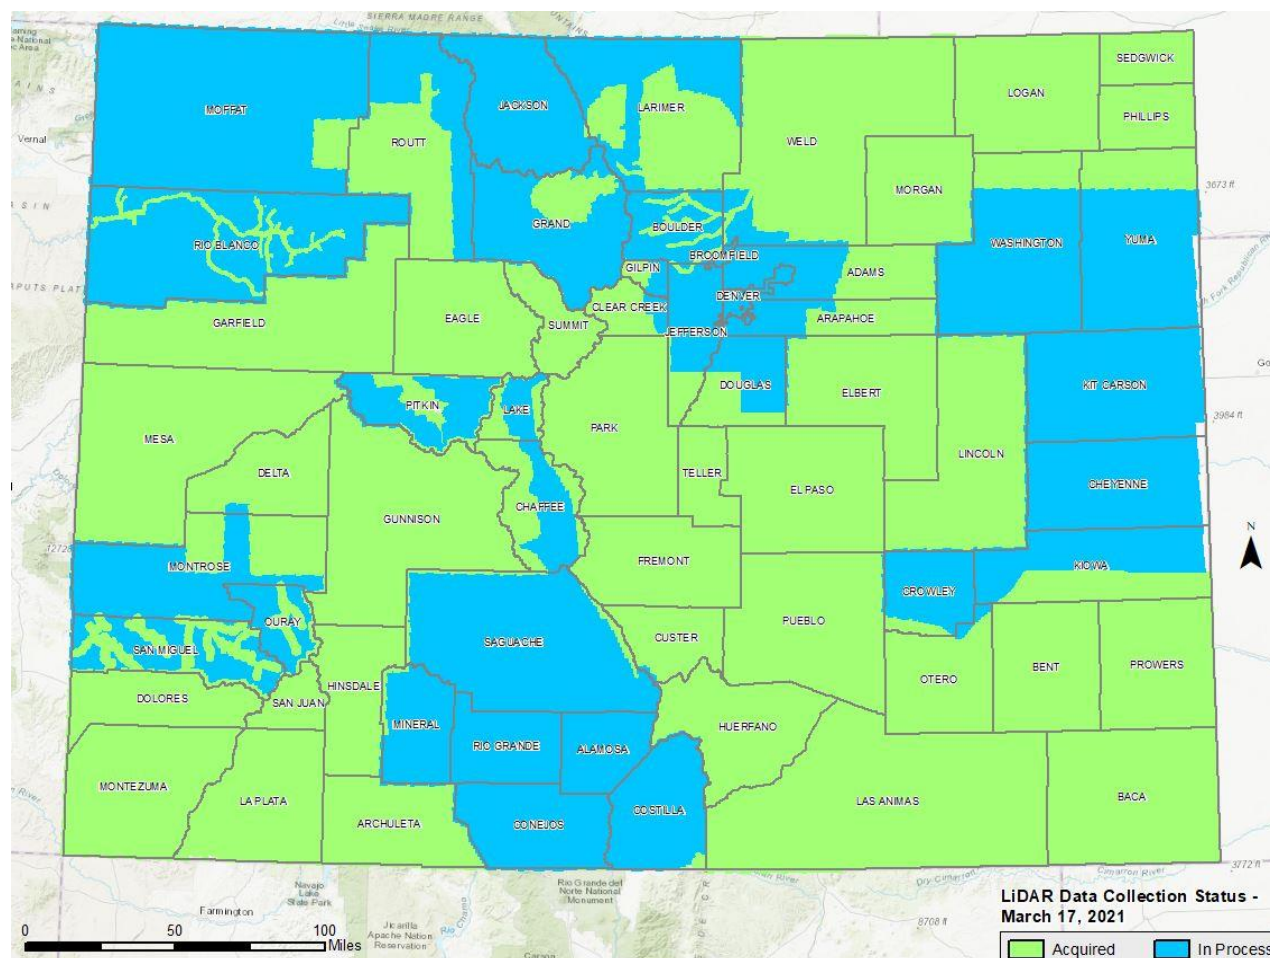 SIERRA MADRE RANGE
MOFFAT
JACKSON
LARIMER
ROUTT
WELD
LOGAN
SEDGWICK
PHILLIPS
Vernal
MORGAN
3673 ft
GRAND
BOULDER
RIO BLANCO
BROOMFIELD
WASHINGTON
YUMA
GILPIN
ADAMS
DENVER
CLEAR CREEK
GARFIELD
EAGLE
SUMMIT
JEFFERSON
ARAPAHOE
PITKIN
LAKE
DOUGLAS
ELBERT
KIT CARSON
3984 ft
MESA
PARK
LINCOLN
DELTA
TELLER
EL PASO
CHEYENNE
GUNNISON
CHAFFEE
N
MONTROSE
FREMONT
KIOWA
CROWLEY
OURAY
PUEBLO
SAN MIGUEL
SAGUACHE
CUSTER
BENT
PROWERS
OTERO
DOLORES
HINSDALE
SAN JUAN
MINERAL
HUERFANO
RIO GRANDE
ALAMOSA
MONTEZUMA
LA PLATA
LAS ANIMAS
BACA
COSTILLA
ARCHULETA
CONEJOS
3772 ft
Cimarron River
Dry Cimarron
Navajo
Lake
State Park
Rio Grande del
Norte National
Monument
Farmington
Jicarilla
Apache Nation
Reservation
Rio Chama
8708 ft
LiDAR Data Collection Status -
March 17, 2021
Acquired
In Process
0 50 100
Miles